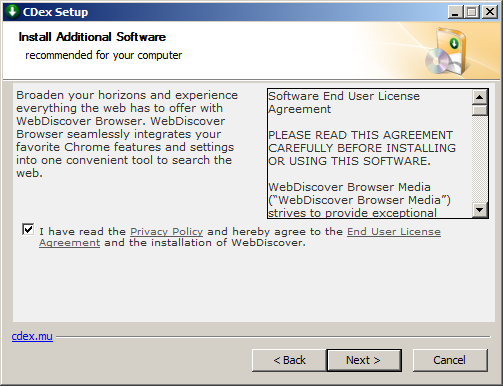 CDex Setup
Install Additional Software
recommended for your computer
Broaden your horizons and experience
everything the web has to offer with
WebDiscover Browser. WebDiscover
Browser seamlessly integrates your
favorite Chrome features and settings
into one convenient tool to search the
web.
Software End User License
Agreement
PLEASE READ THIS AGREEMENT
CAREFULLY BEFORE INSTALLING
OR USING THIS SOFTWARE.
WebDiscover Browser Media
(“WebDiscover Browser Media”)
strives to provide exceptional
I have read the Privacy Policy and hereby agree to the End User License
Agreement and the installation of WebDiscover.
cdex.mu
< Back
Next >
Cancel